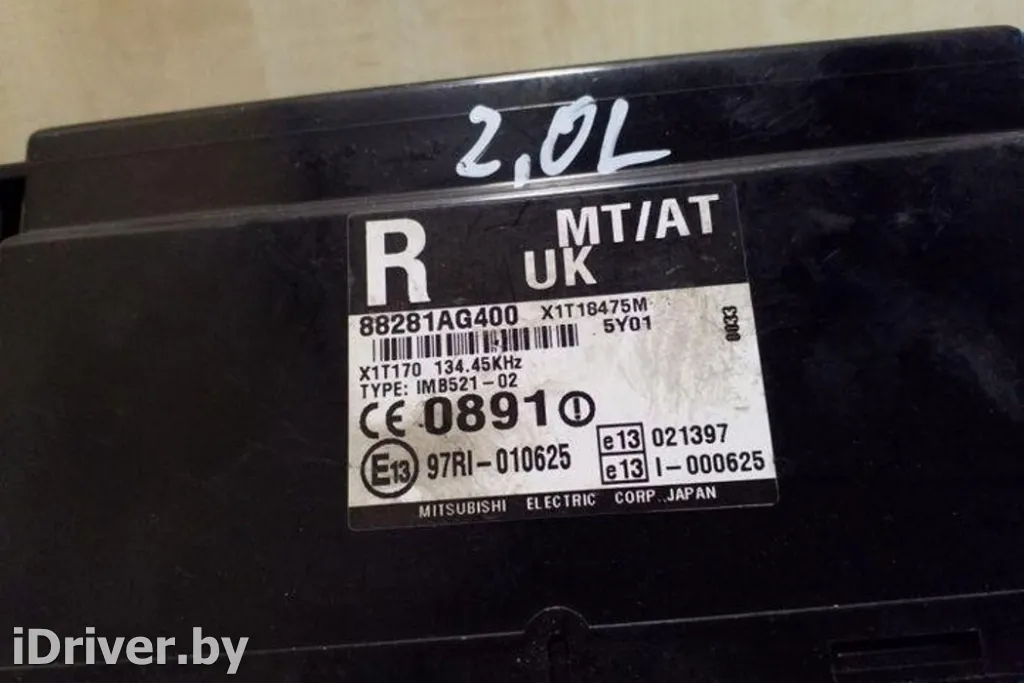 2,0L
R MT/AT
UK
88281AG400 X1T18475M
5Y01
0033
X1T170 134.45KHz
TYPE: IMB521-02
CE 0891
E13 97RI-010625
e13 021397
e13 I-000625
MITSUBISHI ELECTRIC CORP. JAPAN
iDriver.by